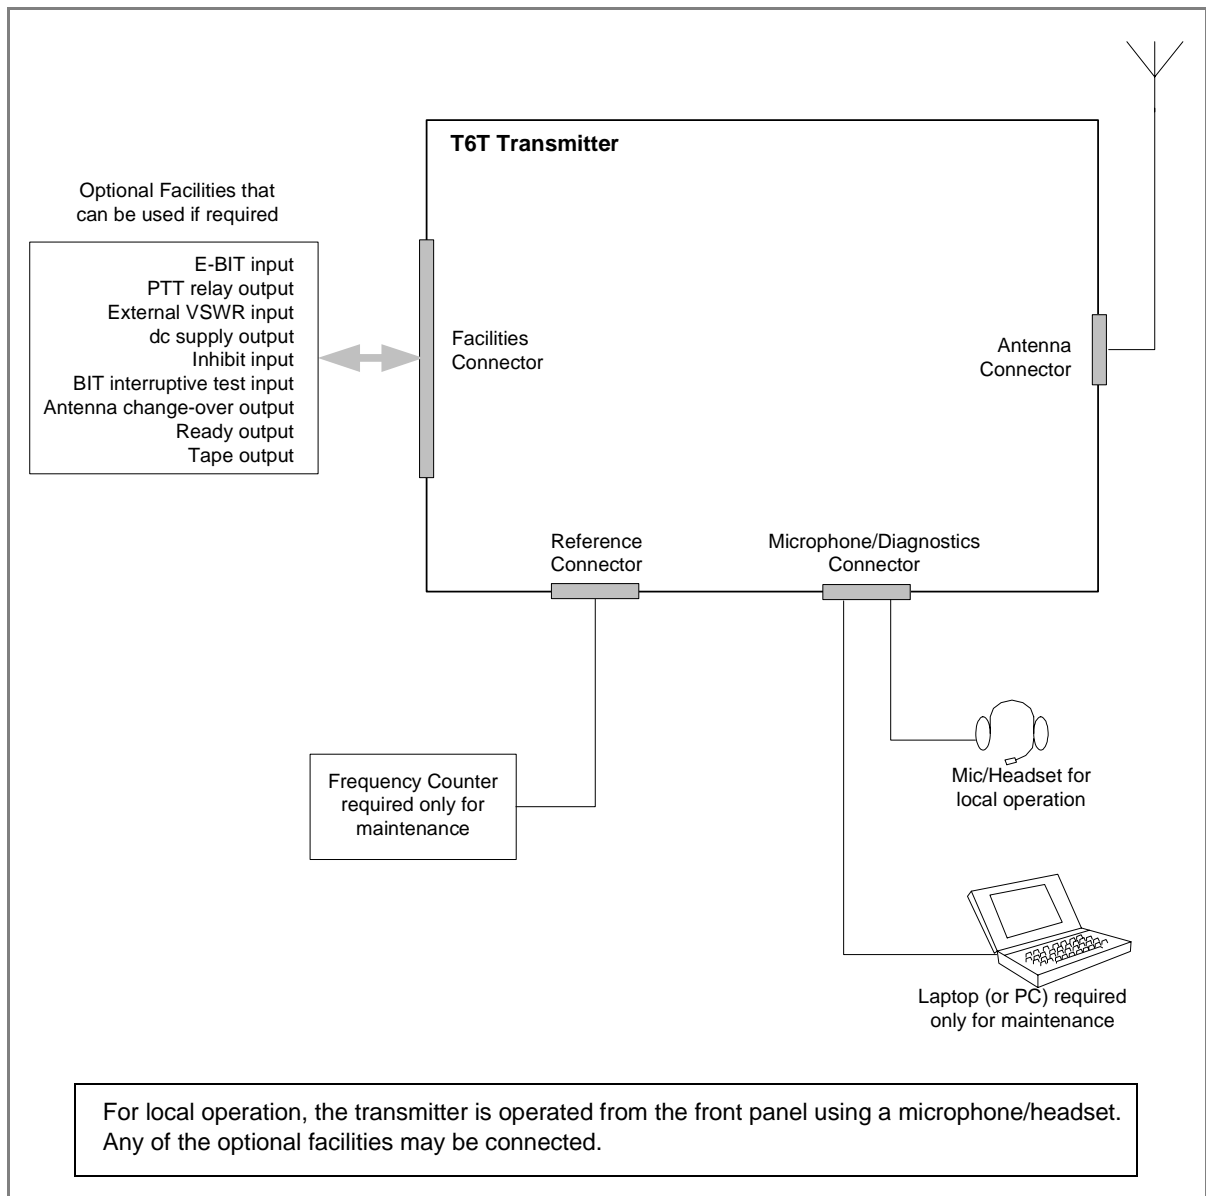 T6T Transmitter
Optional Facilities that
can be used if required
E-BIT input
PTT relay output
External VSWR input
dc supply output
Inhibit input
BIT interruptive test input
Antenna change-over output
Ready output
Tape output
Facilities
Connector
Antenna
Connector
Reference
Connector
Microphone/Diagnostics
Connector
Frequency Counter
required only for
maintenance
Mic/Headset for
local operation
Laptop (or PC) required
only for maintenance
For local operation, the transmitter is operated from the front panel using a microphone/headset.
Any of the optional facilities may be connected.